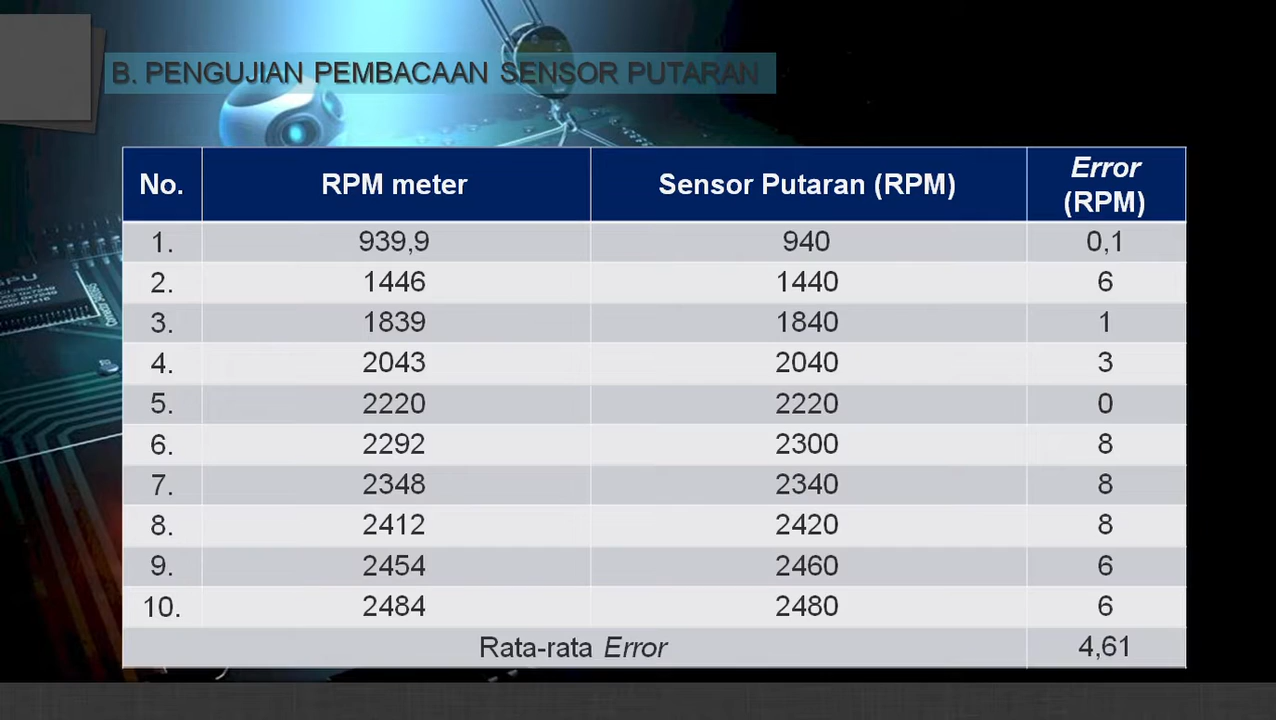 B. PENGUJIAN PEMBACAAN SENSOR PUTARAN
No. RPM meter Sensor Putaran (RPM) Error (RPM)
1. 939,9 940 0,1
2. 1446 1440 6
3. 1839 1840 1
4. 2043 2040 3
5. 2220 2220 0
6. 2292 2300 8
7. 2348 2340 8
8. 2412 2420 8
9. 2454 2460 6
10. 2484 2480 6
Rata-rata Error 4,61